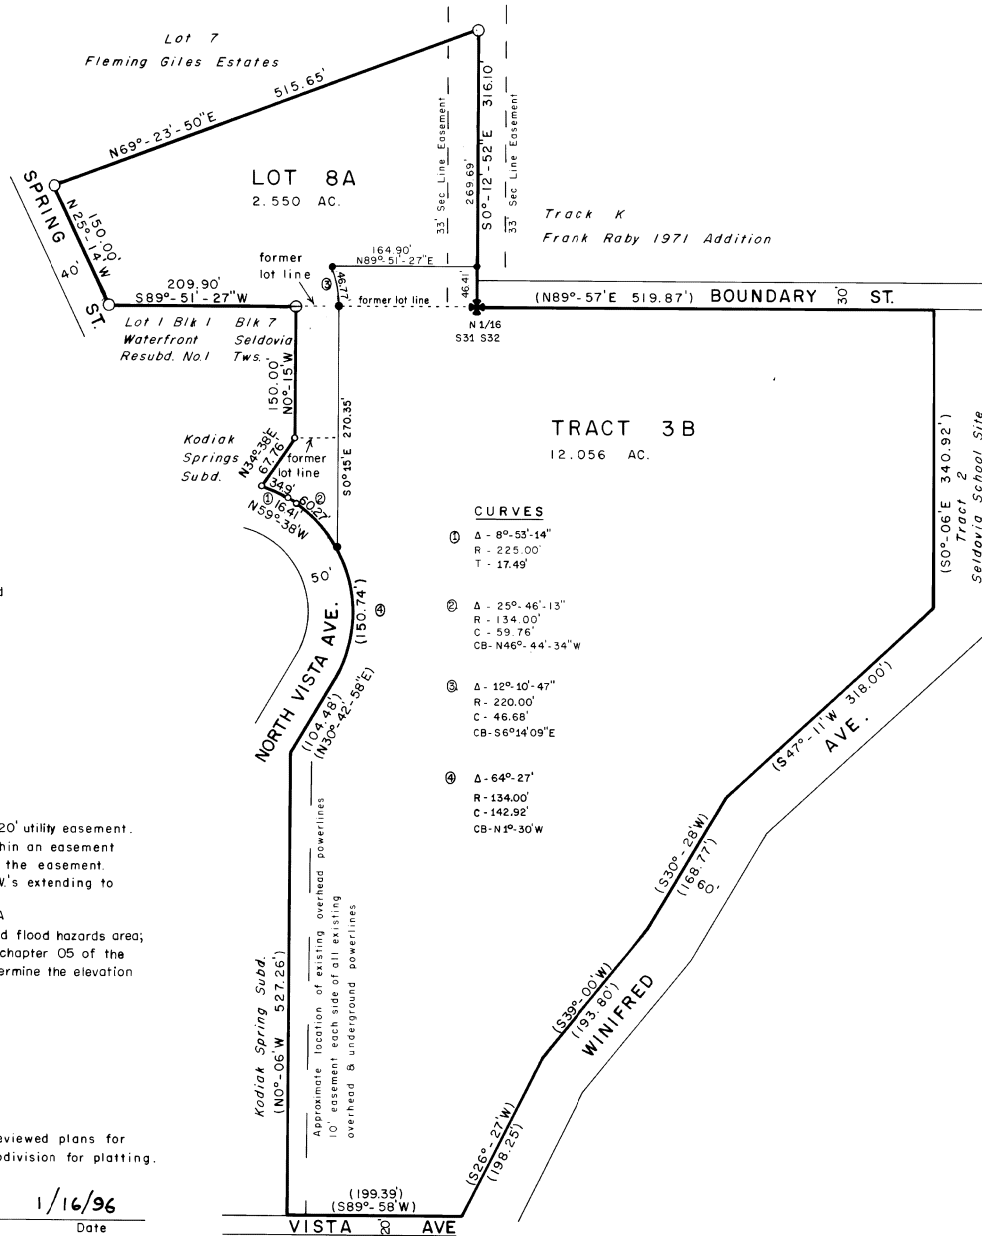 Lot 7
Fleming Giles Estates
515.65'
N69°-23'-50"E
SPRING
ST.
40'
N 25°-14' W
150.00'
LOT 8A
2.550 AC.
33' Sec Line Easement
33' Sec Line Easement
269.69'
S0°-12'-52"E 316.10'
Track K
Frank Raby 1971 Addition
164.90'
N89°-51'-27"E
former
lot line
③
46.77'
46.41'
former lot line
209.90'
S89°-51'-27"W
(N89°-57'E 519.87') BOUNDARY 30' ST.
N 1/16
S31 S32
Lot 1 Blk 1
Waterfront
Resubd. No.1
Blk 7
Seldovia
Tws.
150.00'
N0°-15'W
S0°15'E 270.35'
TRACT 3B
12.056 AC.
(S0°-06'E 340.92')
Tract 2
Seldovia School Site
Kodiak
Springs
Subd.
N34°-38'E
67.76'
former
lot line
34.9'
① 16.41'
60.27'
②
N59°-38'W
50'
(150.74')
④
NORTH VISTA AVE.
(104.48')
(N30°-42'-58"E)
CURVES
① Δ - 8°-53'-14"
R - 225.00'
T - 17.49'
② Δ - 25°-46'-13"
R - 134.00'
C - 59.76'
CB- N46°-44'-34"W
③ Δ - 12°-10'-47"
R - 220.00'
C - 46.68'
CB-S6°14'09"E
④ Δ-64°-27'
R-134.00'
C-142.92'
CB-N1°-30'W
(S47°-11'W 318.00')
AVE.
(S30°-28'W)
(168.77')
60'
(S39°-00'W)
(193.80')
WINIFRED
(S26°-27'W)
(198.25')
Kodiak Spring Subd.
(N0°-06'W 527.26')
Approximate location of existing overhead powerlines
10' easement each side of all existing
overhead & underground powerlines
(199.39')
(S89°-58'W)
VISTA 20' AVE
d
20' utility easement.
hin an easement
the easement.
W.'s extending to
A
d flood hazards area;
chapter 05 of the
ermine the elevation
eviewed plans for
odivision for platting.
1/16/96
Date